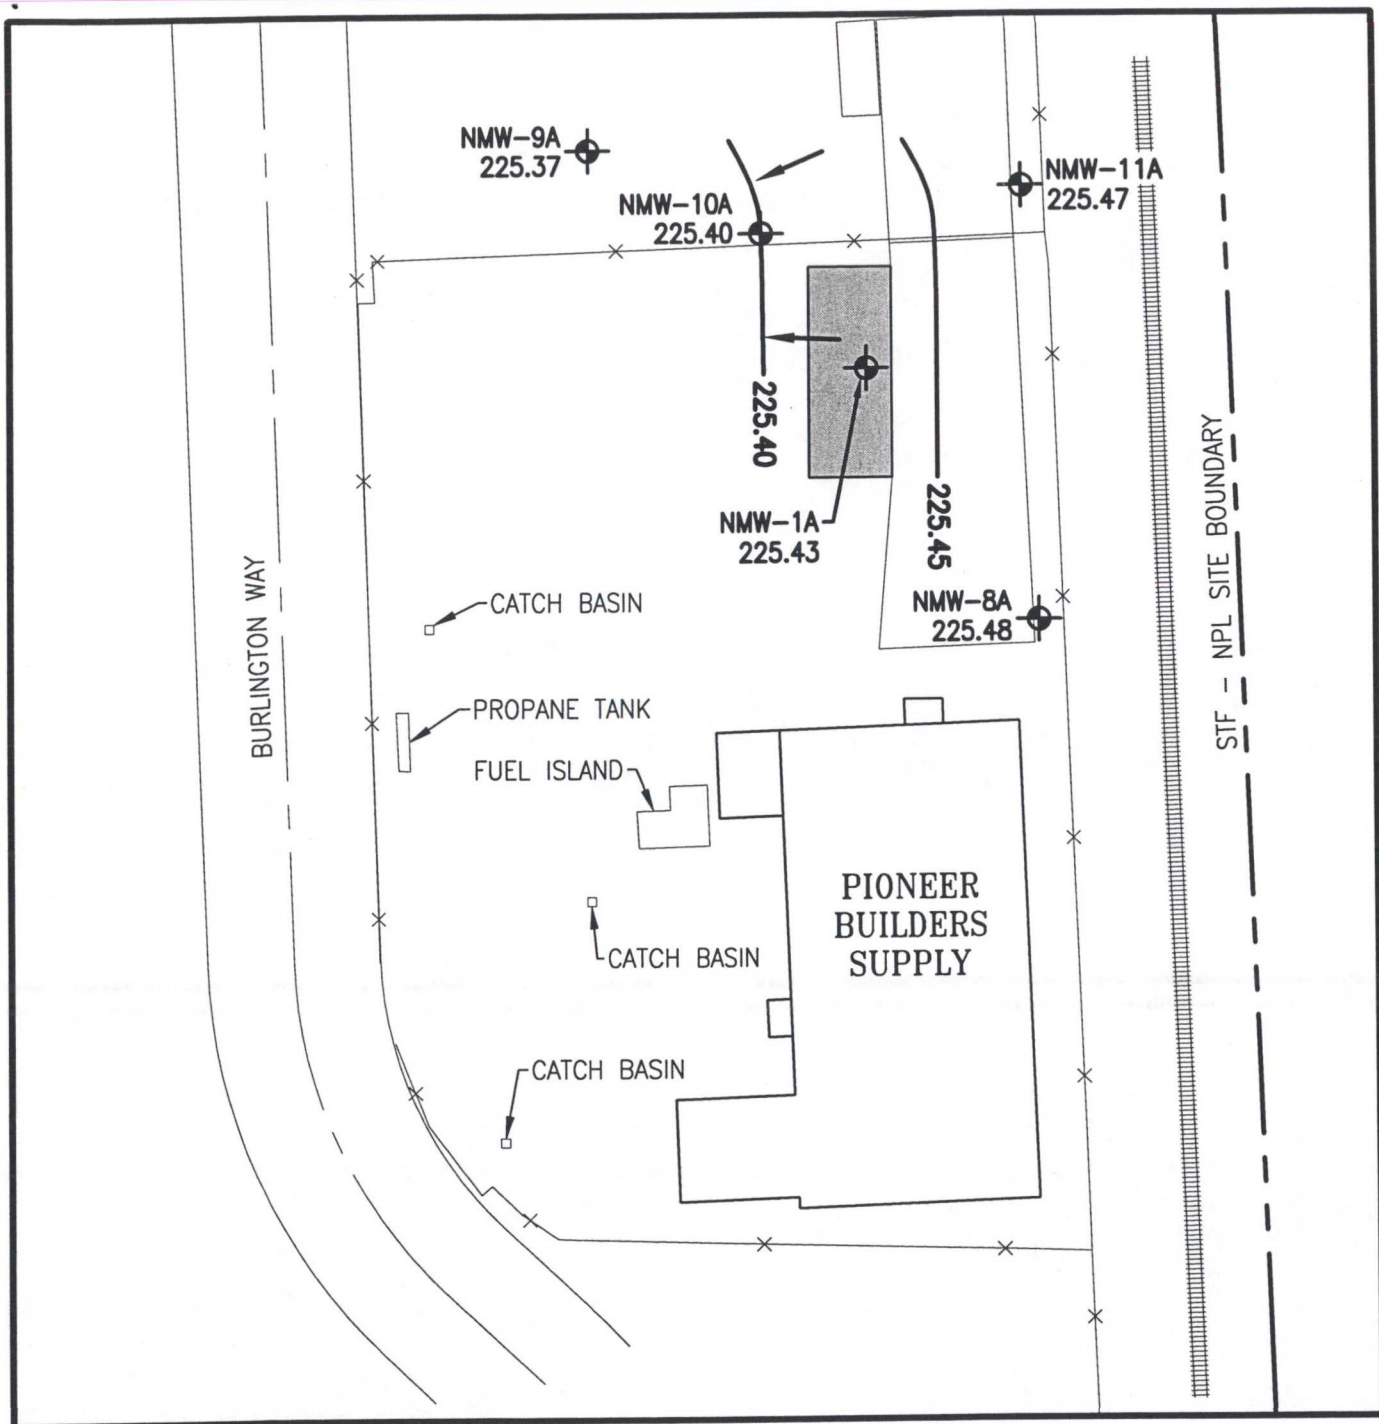 NMW-9A
225.37
NMW-11A
225.47
NMW-10A
225.40
225.40
225.45
NMW-1A
225.43
NMW-8A
225.48
STF - NPL SITE BOUNDARY
BURLINGTON WAY
CATCH BASIN
PROPANE TANK
FUEL ISLAND
PIONEER
BUILDERS
SUPPLY
CATCH BASIN
CATCH BASIN